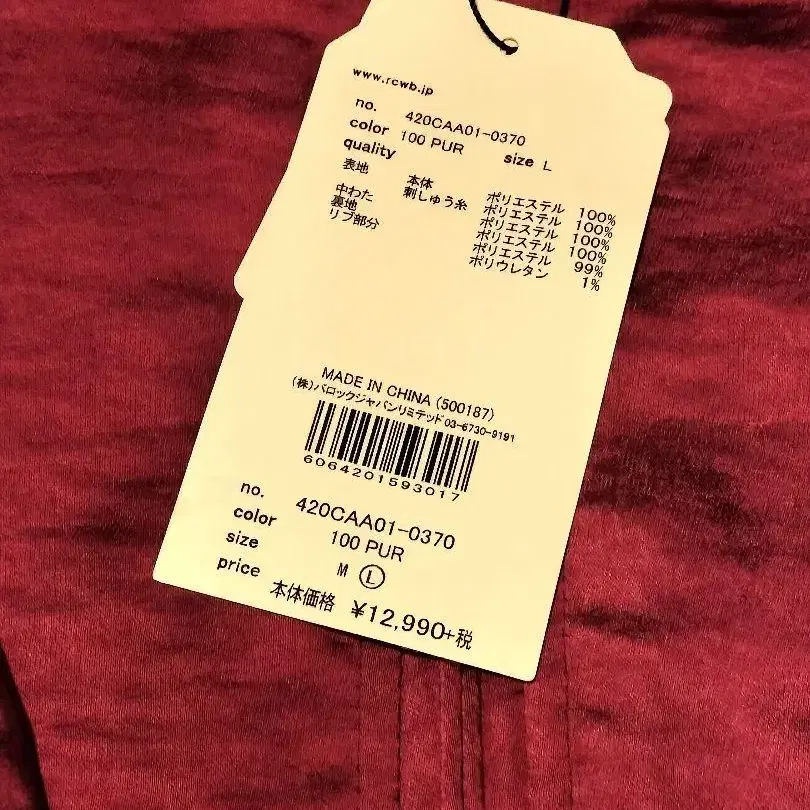 www.rcwb.jp
no. 420CAA01-0370
color 100 PUR size L
quality
表地 本体 ポリエステル 100%
刺しゅう糸 ポリエステル 100%
中わた ポリエステル 100%
裏地 ポリエステル 100%
リブ部分 ポリエステル 99%
ポリウレタン 1%
MADE IN CHINA (500187)
(株)バロックジャパンリミテッド03-6730-9191
6064201593017
no. 420CAA01-0370
color 100 PUR
size M Ⓛ
price 本体価格 ¥12,990+税